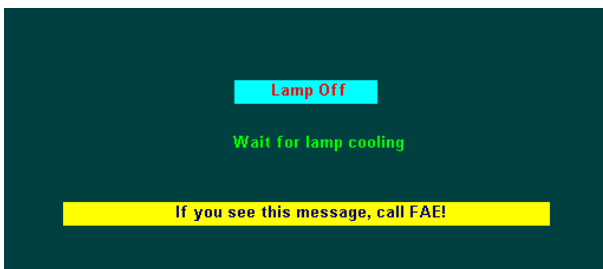 Lamp Off
Wait for lamp cooling
If you see this message, call FAE!